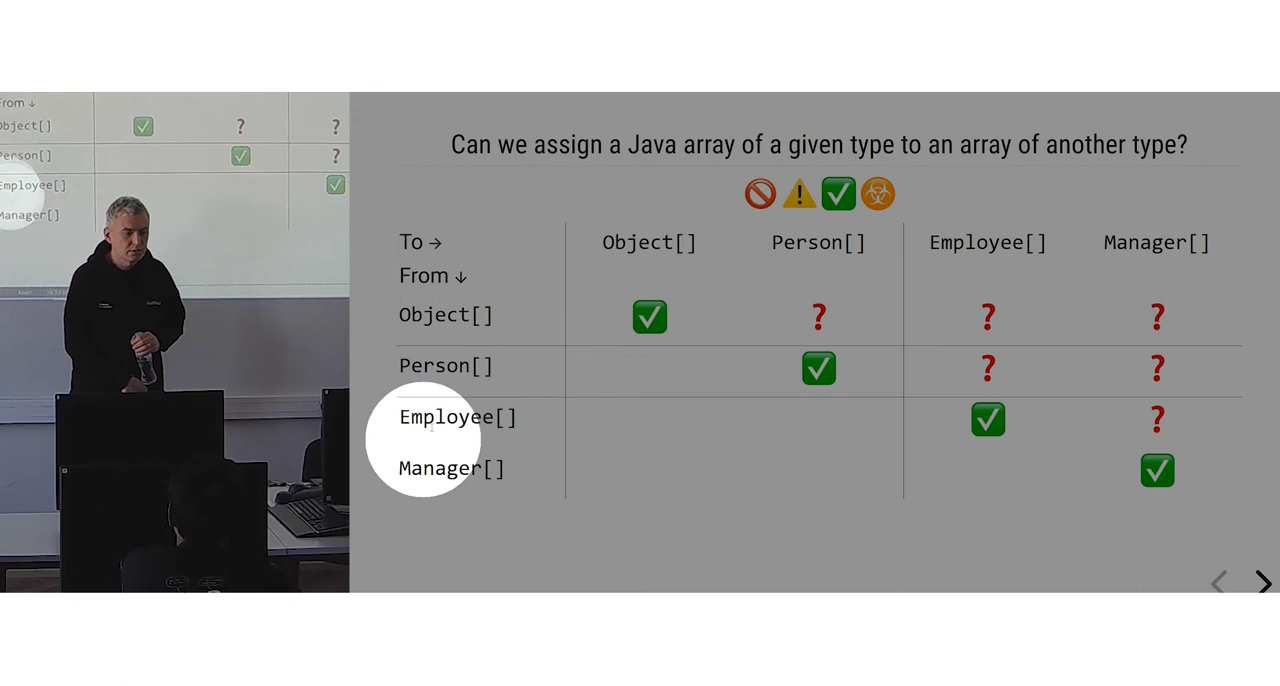 From ↓
Object[] ✅ ? ?
Person[] ✅ ?
Employee[] ✅
Manager[]
Can we assign a Java array of a given type to an array of another type?
🚫 ⚠️ ✅ ☣
To → Object[] Person[] Employee[] Manager[]
From ↓
Object[] ✅ ❓ ❓ ❓
Person[] ✅ ❓ ❓
Employee[] ✅ ❓
Manager[] ✅